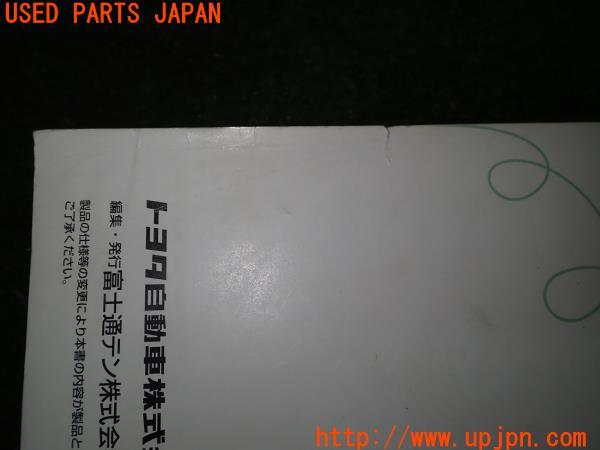 USED PARTS JAPAN
トヨタ自動車株式
編集・発行富士通テン株式会
製品の仕様等の変更により本書の内容が製品と
ご了承ください。
http://www.upjpn.com